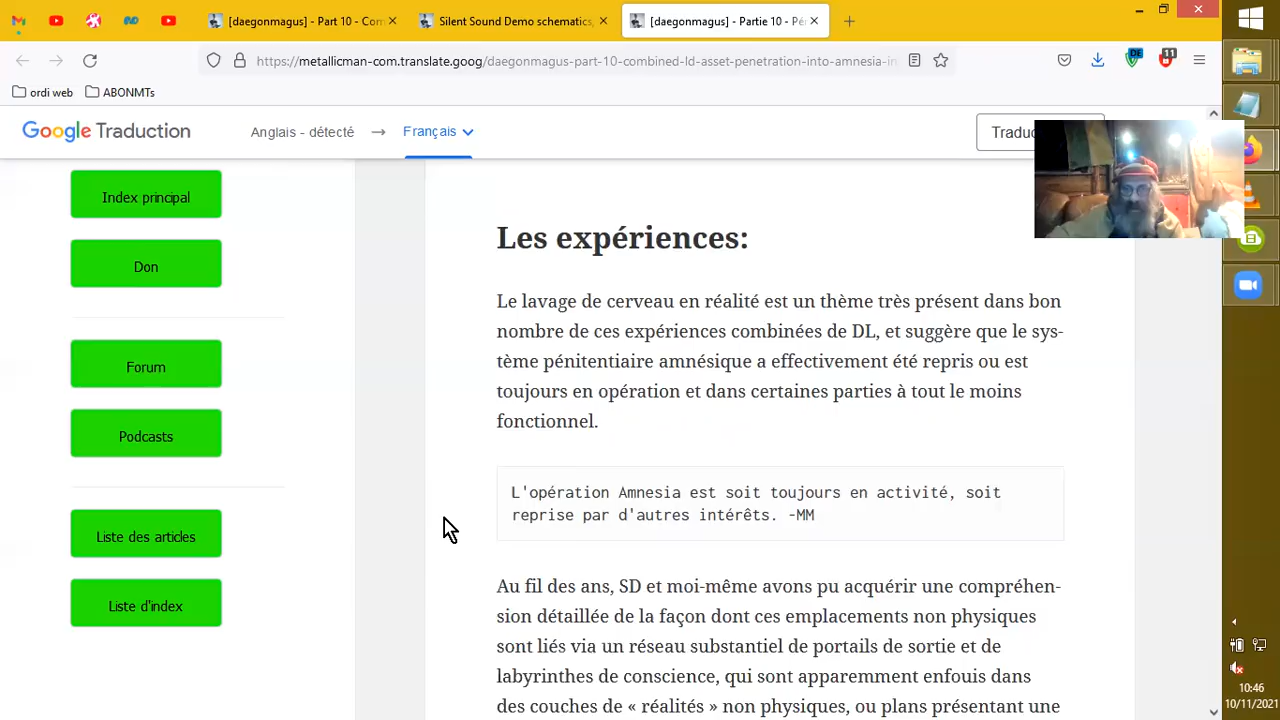 [daegonmagus] - Part 10 - Con
Silent Sound Demo schematics,
[daegonmagus] - Partie 10 - Pé
https://metallicman-com.translate.goog/daegonmagus-part-10-combined-ld-asset-penetration-into-amnesia-in
DE
11
ordi web
ABONMTs
Google Traduction
Anglais - détecté
Français
Traduc
Index principal
Don
Forum
Podcasts
Liste des articles
Liste d'index
Les expériences:
Le lavage de cerveau en réalité est un thème très présent dans bon
nombre de ces expériences combinées de DL, et suggère que le sys-
tème pénitentiaire amnésique a effectivement été repris ou est
toujours en opération et dans certaines parties à tout le moins
fonctionnel.
L'opération Amnesia est soit toujours en activité, soit
reprise par d'autres intérêts. -MM
Au fil des ans, SD et moi-même avons pu acquérir une compréhen-
sion détaillée de la façon dont ces emplacements non physiques
sont liés via un réseau substantiel de portails de sortie et de
labyrinthes de conscience, qui sont apparemment enfouis dans
des couches de « réalités » non physiques, ou plans présentant une
10:46
10/11/2021